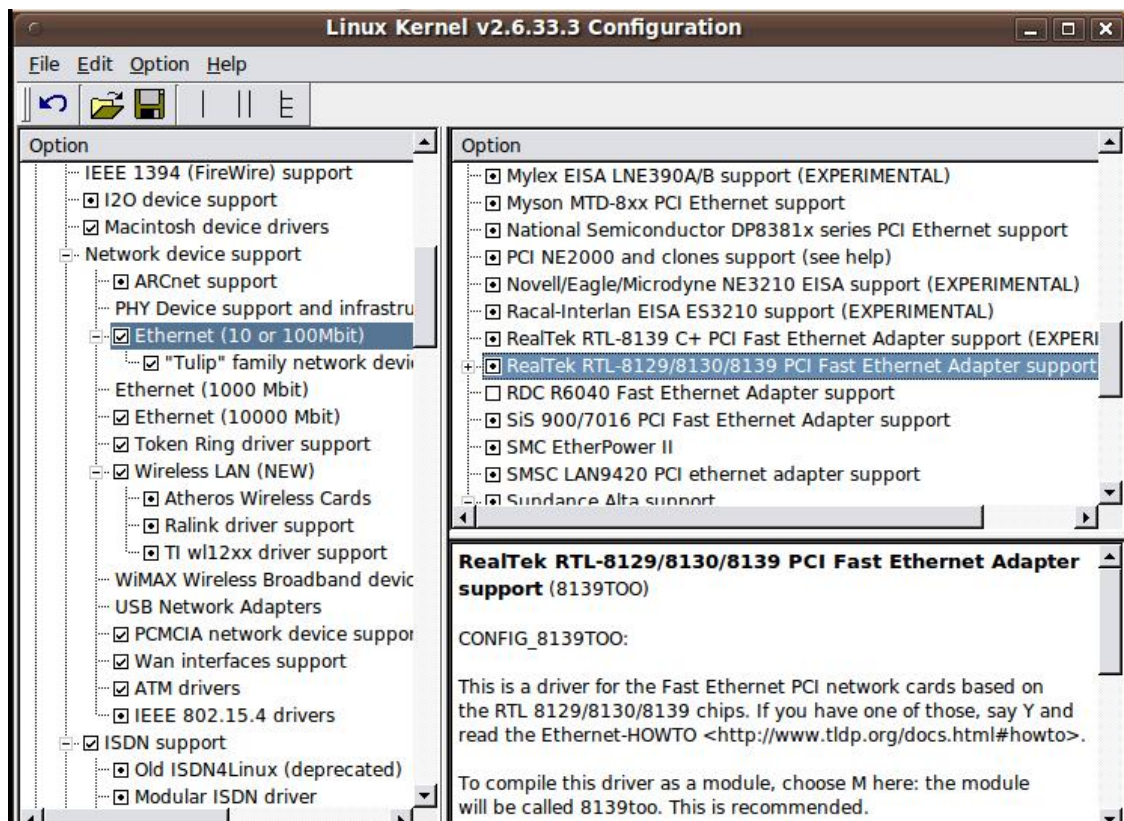 Linux Kernel v2.6.33.3 Configuration
File Edit Option Help
Option
IEEE 1394 (FireWire) support
I2O device support
Macintosh device drivers
Network device support
ARCnet support
PHY Device support and infrastru
Ethernet (10 or 100Mbit)
"Tulip" family network devi
Ethernet (1000 Mbit)
Ethernet (10000 Mbit)
Token Ring driver support
Wireless LAN (NEW)
Atheros Wireless Cards
Ralink driver support
TI wl12xx driver support
WiMAX Wireless Broadband devic
USB Network Adapters
PCMCIA network device suppor
Wan interfaces support
ATM drivers
IEEE 802.15.4 drivers
ISDN support
Old ISDN4Linux (deprecated)
Modular ISDN driver
Option
Mylex EISA LNE390A/B support (EXPERIMENTAL)
Myson MTD-8xx PCI Ethernet support
National Semiconductor DP8381x series PCI Ethernet support
PCI NE2000 and clones support (see help)
Novell/Eagle/Microdyne NE3210 EISA support (EXPERIMENTAL)
Racal-Interlan EISA ES3210 support (EXPERIMENTAL)
RealTek RTL-8139 C+ PCI Fast Ethernet Adapter support (EXPERI
RealTek RTL-8129/8130/8139 PCI Fast Ethernet Adapter support
RDC R6040 Fast Ethernet Adapter support
SiS 900/7016 PCI Fast Ethernet Adapter support
SMC EtherPower II
SMSC LAN9420 PCI ethernet adapter support
Sundance Alta support
RealTek RTL-8129/8130/8139 PCI Fast Ethernet Adapter
support (8139TOO)
CONFIG_8139TOO:
This is a driver for the Fast Ethernet PCI network cards based on
the RTL 8129/8130/8139 chips. If you have one of those, say Y and
read the Ethernet-HOWTO <http://www.tldp.org/docs.html#howto>.
To compile this driver as a module, choose M here: the module
will be called 8139too. This is recommended.